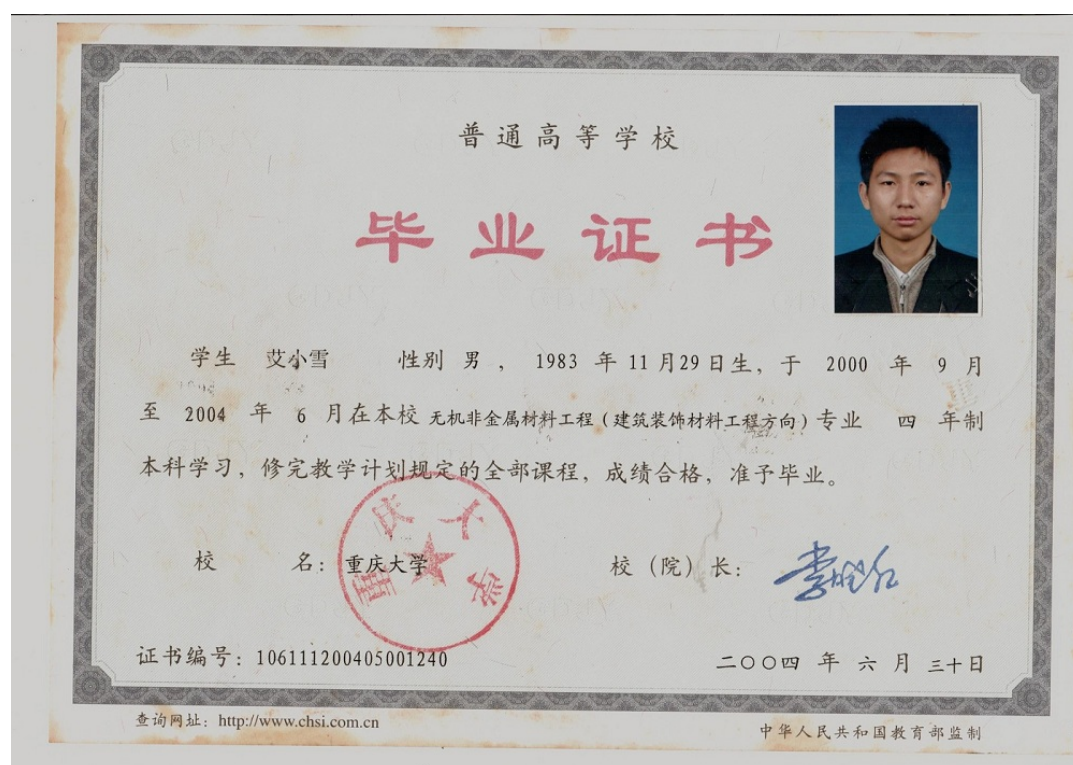 普通高等学校
毕业证书
学生 艾小雪 性别 男 ， 1983 年 11 月 29 日生，于 2000 年 9 月
至 2004 年 6 月在本校 无机非金属材料工程（建筑装饰材料工程方向）专业 四 年制
本科学习，修完教学计划规定的全部课程，成绩合格，准予毕业。
校 名：重庆大学 校（院）长：
重庆大学
证书编号：106111200405001240 二○○四 年 六 月 三十日
查询网址：http://www.chsi.com.cn 中华人民共和国教育部监制